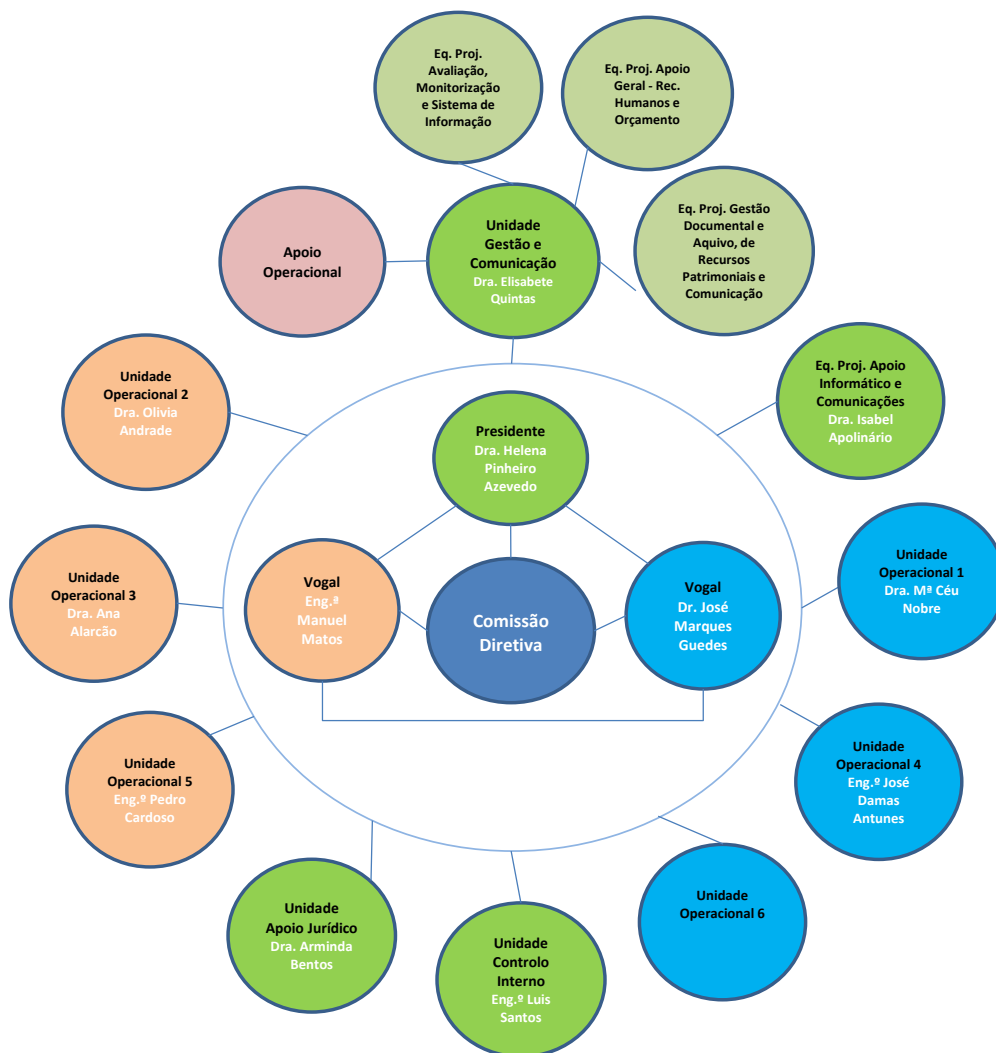 Eq. Proj.
Avaliação,
Monitorização
e Sistema de
Informação
Eq. Proj. Apoio
Geral - Rec.
Humanos e
Orçamento
Eq. Proj. Gestão
Documental e
Aquivo, de
Recursos
Patrimoniais e
Comunicação
Unidade
Gestão e
Comunicação
Dra. Elisabete
Quintas
Apoio
Operacional
Unidade
Operacional 2
Dra. Olivia
Andrade
Eq. Proj. Apoio
Informático e
Comunicações
Dra. Isabel
Apolinário
Presidente
Dra. Helena
Pinheiro
Azevedo
Unidade
Operacional 3
Dra. Ana
Alarcão
Vogal
Eng.ª
Manuel
Matos
Comissão
Diretiva
Vogal
Dr. José
Marques
Guedes
Unidade
Operacional 1
Dra. Mª Céu
Nobre
Unidade
Operacional 5
Eng.º Pedro
Cardoso
Unidade
Operacional 4
Eng.º José
Damas
Antunes
Unidade
Apoio Jurídico
Dra. Arminda
Bentos
Unidade
Controlo
Interno
Eng.º Luis
Santos
Unidade
Operacional 6